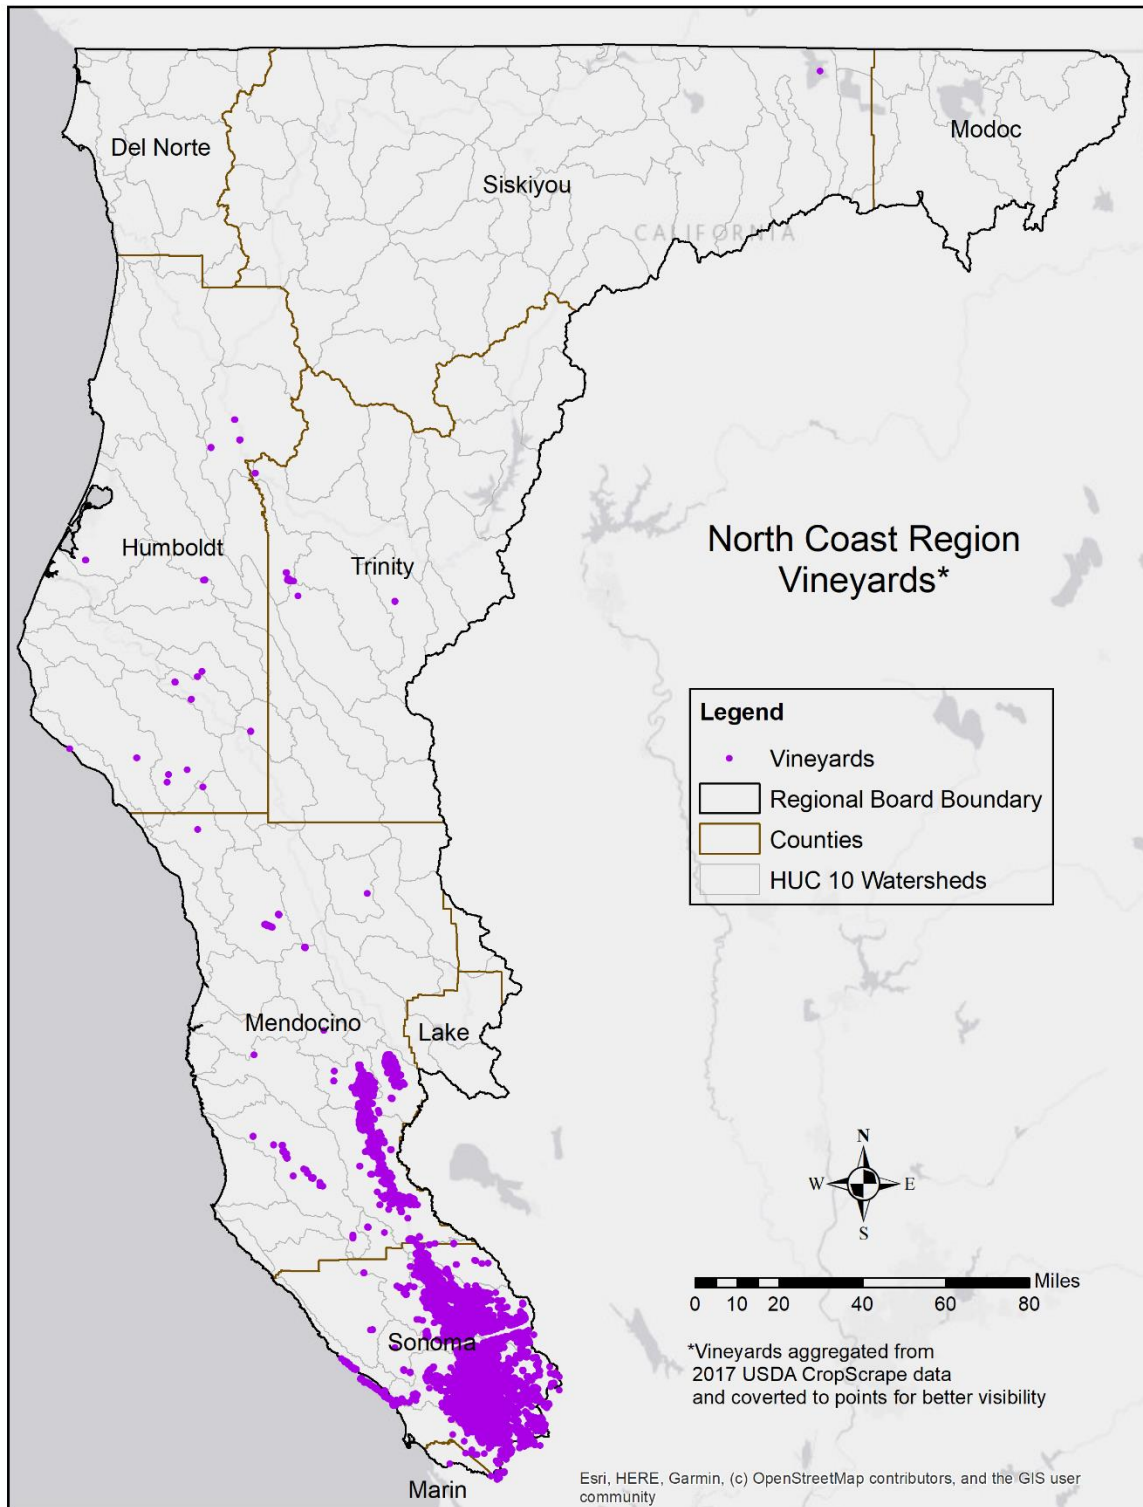 Del Norte
Siskiyou
Modoc
CALIFORNIA
Humboldt
Trinity
North Coast Region
Vineyards*
Legend
Vineyards
Regional Board Boundary
Counties
HUC 10 Watersheds
Mendocino
Lake
N
W
E
S
Miles
0 10 20 40 60 80
Sonoma
*Vineyards aggregated from
2017 USDA CropScrape data
and coverted to points for better visibility
Marin
Esri, HERE, Garmin, (c) OpenStreetMap contributors, and the GIS user
community